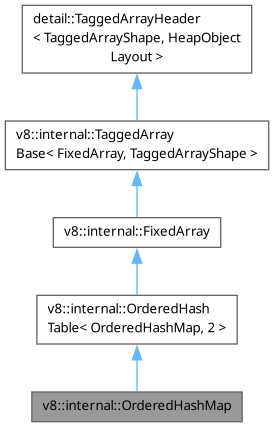 detail::TaggedArrayHeader
< TaggedArrayShape, HeapObject
Layout >
v8::internal::TaggedArray
Base< FixedArray, TaggedArrayShape >
v8::internal::FixedArray
v8::internal::OrderedHash
Table< OrderedHashMap, 2 >
v8::internal::OrderedHashMap